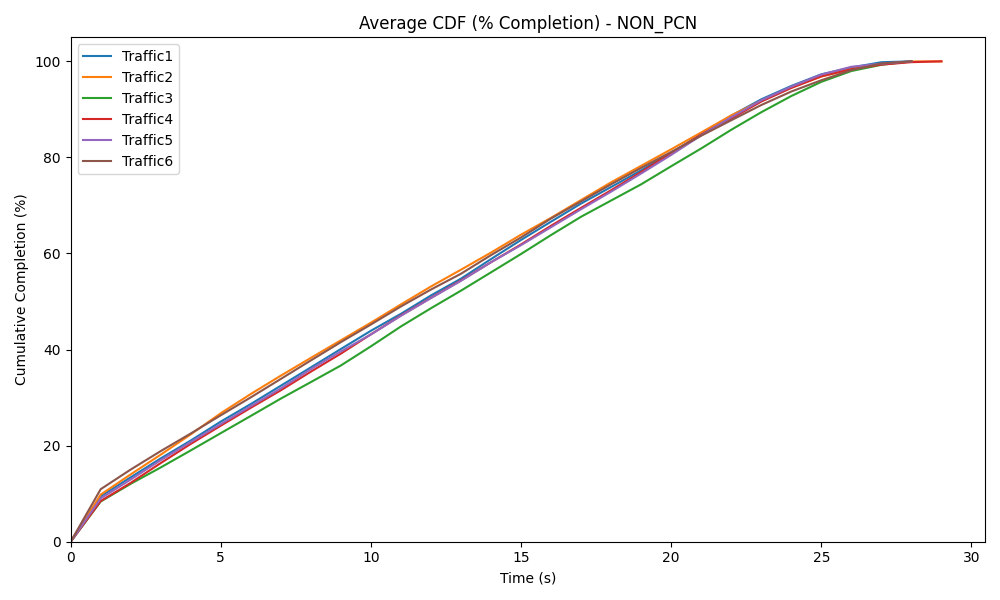 Average CDF (% Completion) - NON_PCN
Cumulative Completion (%)
100
80
60
40
20
0
Traffic1
Traffic2
Traffic3
Traffic4
Traffic5
Traffic6
0 5 10 15 20 25 30
Time (s)